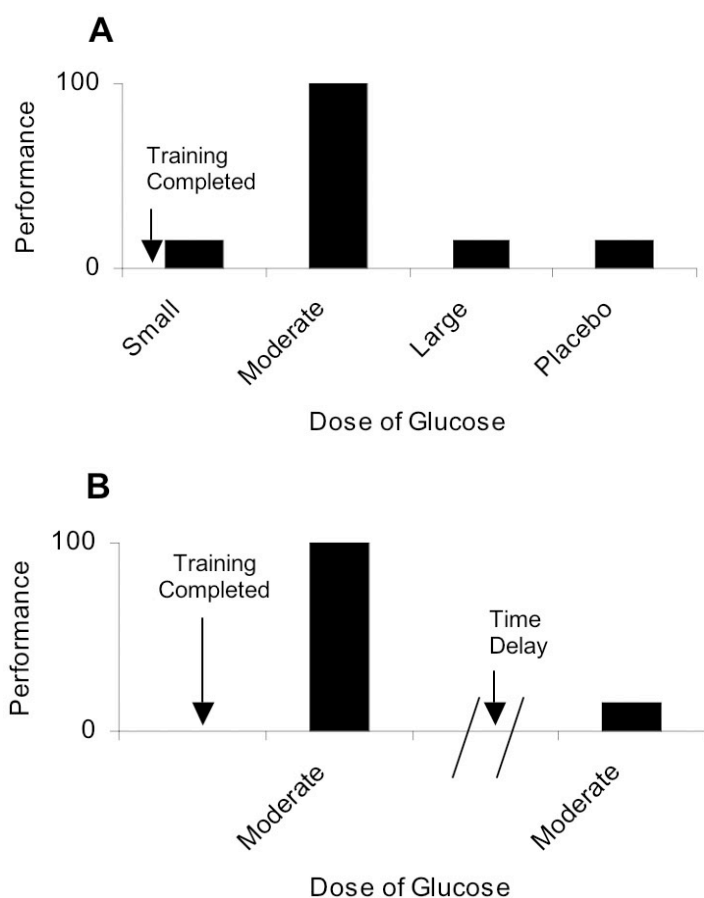 A
100
Performance
Training
Completed
0
Small
Moderate
Large
Placebo
Dose of Glucose
B
100
Performance
Training
Completed
Time
Delay
0
Moderate
Moderate
Dose of Glucose